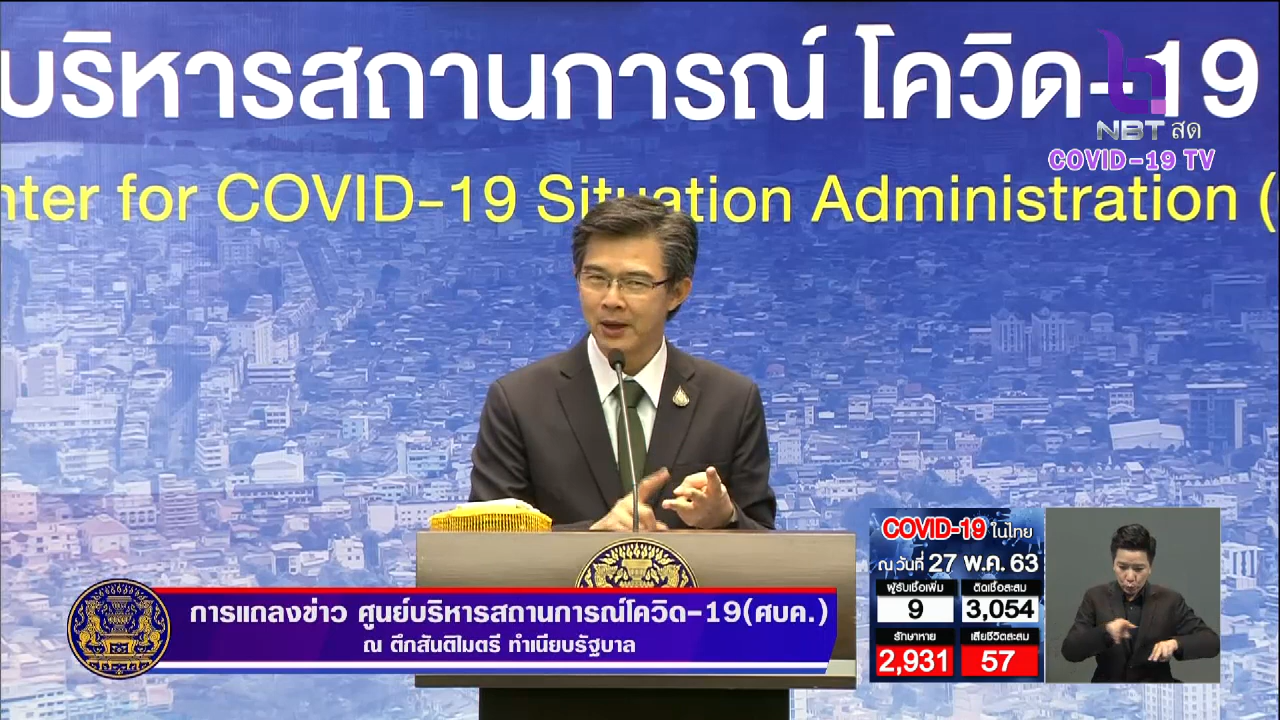 บริหารสถานการณ์ โควิด-19
nter for COVID-19 Situation Administration (
NBT สด
COVID-19 TV
การแถลงข่าว ศูนย์บริหารสถานการณ์โควิด-19(ศบค.)
ณ ตึกสันติไมตรี ทำเนียบรัฐบาล
COVID-19 ในไทย
ณ วันที่ 27 พ.ค. 63
ผู้รับเชื้อเพิ่ม ติดเชื้อสะสม
9 3,054
รักษาหาย เสียชีวิตสะสม
2,931 57